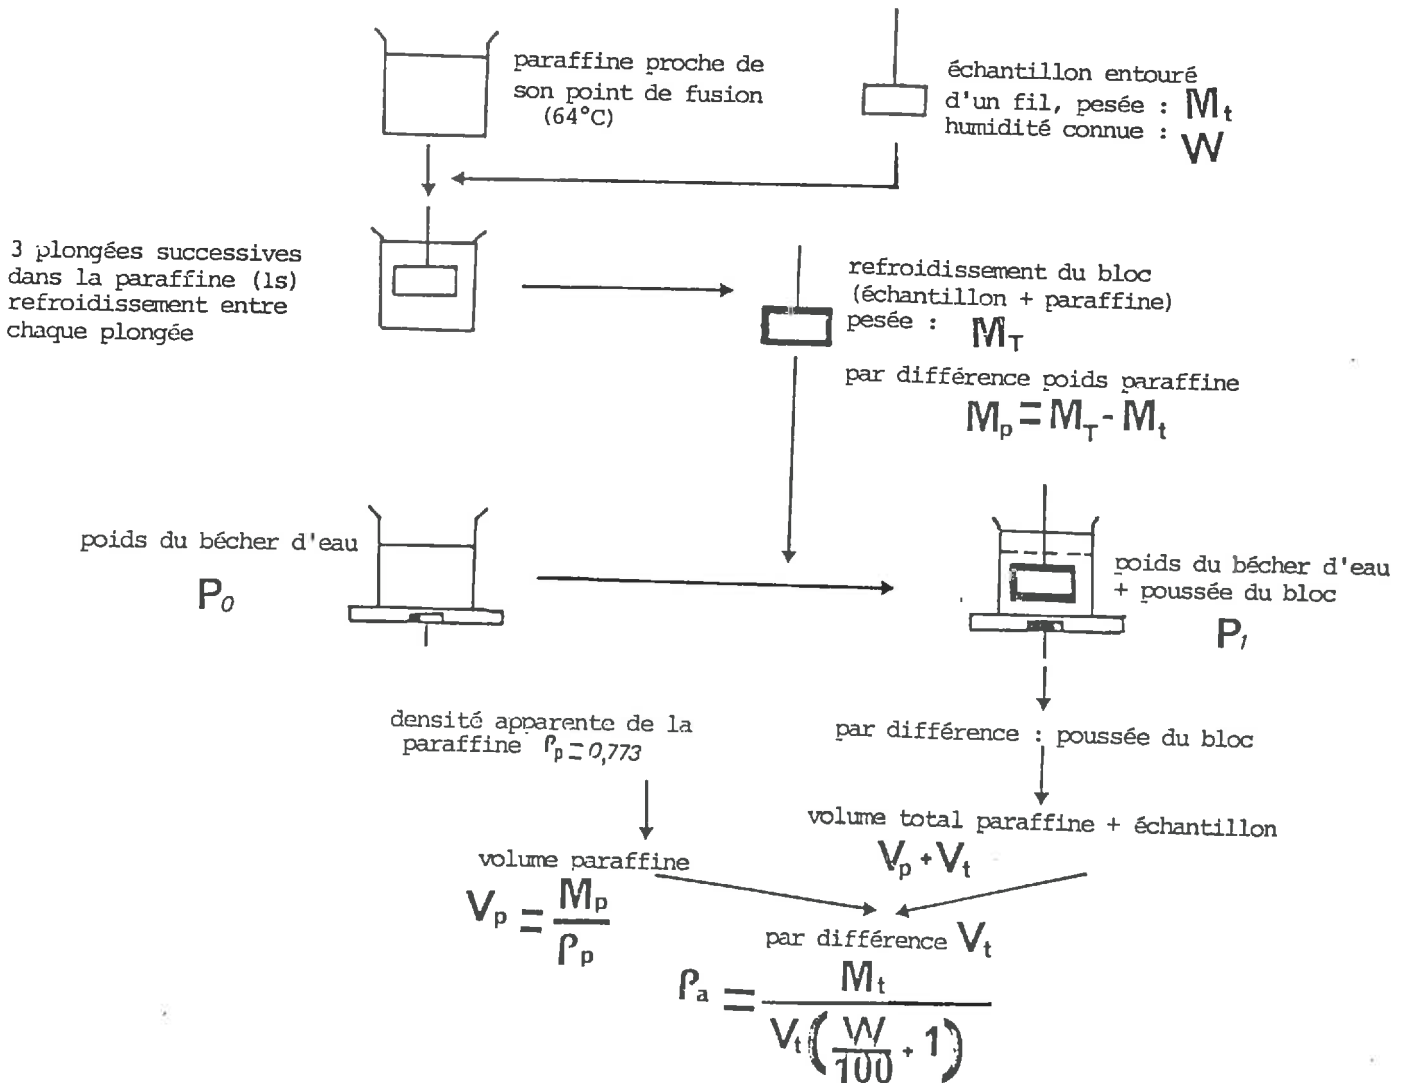 paraffine proche de
son point de fusion
(64°C)
échantillon entouré
d'un fil, pesée : Mt
humidité connue : W
3 plongées successives
dans la paraffine (1s)
refroidissement entre
chaque plongée
refroidissement du bloc
(échantillon + paraffine)
pesée : MT
par différence poids paraffine
Mp = MT - Mt
poids du bécher d'eau
P0
poids du bécher d'eau
+ poussée du bloc
P1
densité apparente de la
paraffine ρp = 0,773
par différence : poussée du bloc
volume total paraffine + échantillon
Vp + Vt
volume paraffine
Vp = Mp / ρp
par différence Vt
ρa = Mt / Vt (W/100 + 1)